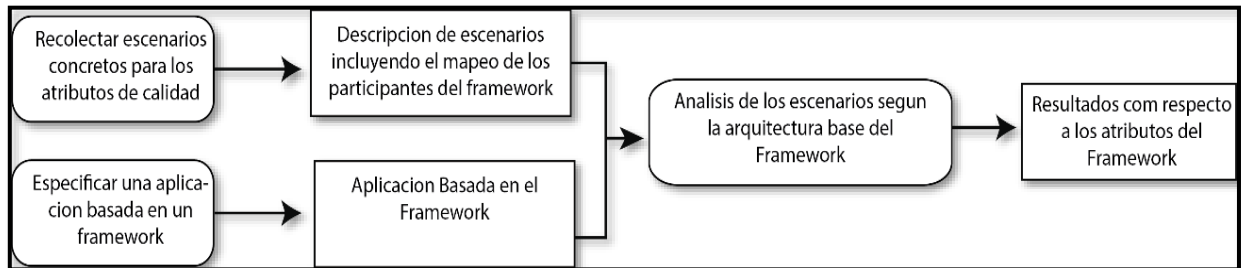 Recolectar escenarios
concretos para los
atributos de calidad
Descripcion de escenarios
incluyendo el mapeo de los
participantes del framework
Especificar una aplica-
cion basada en un
framework
Aplicacion Basada en el
Framework
Analisis de los escenarios segun
la arquitectura base del
Framework
Resultados com respecto
a los atributos del
Framework